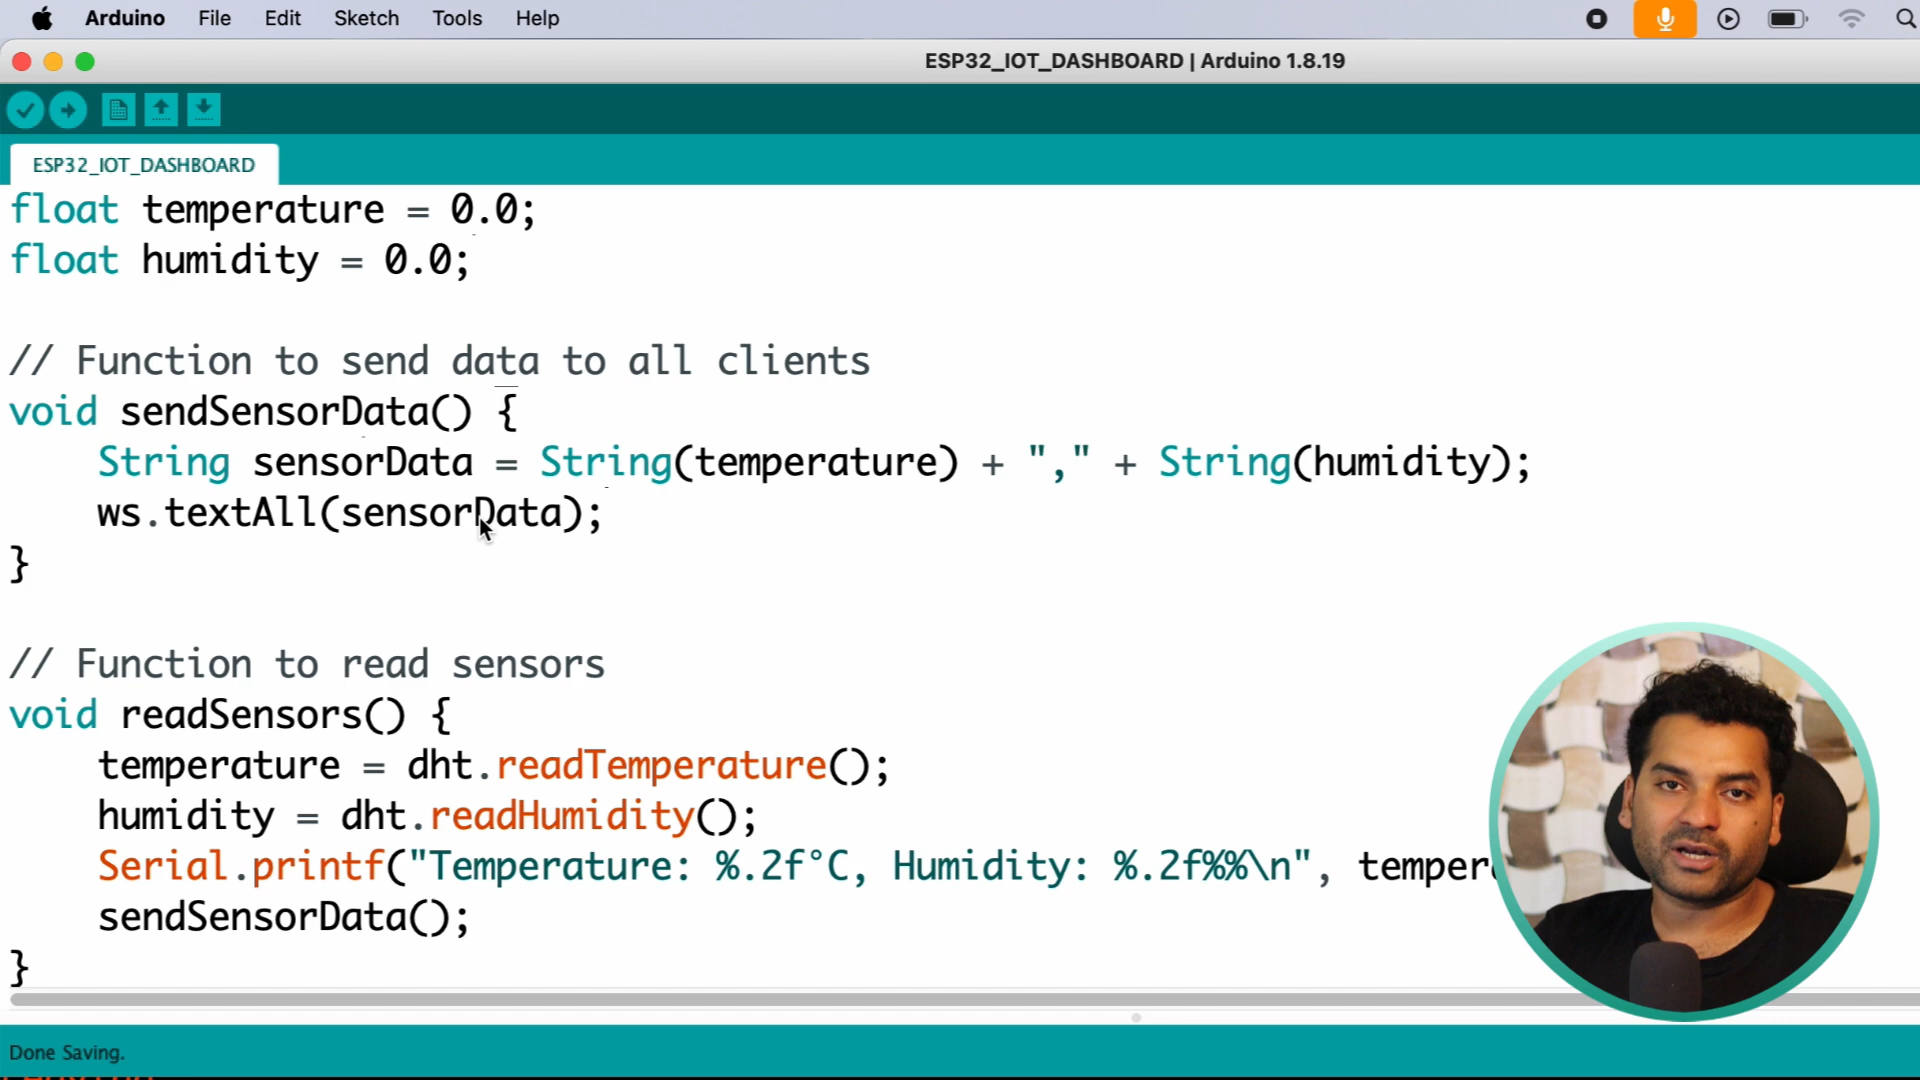 Arduino File Edit Sketch Tools Help
ESP32_IOT_DASHBOARD | Arduino 1.8.19
ESP32_IOT_DASHBOARD
float temperature = 0.0;
float humidity = 0.0;
// Function to send data to all clients
void sendSensorData() {
    String sensorData = String(temperature) + "," + String(humidity);
    ws.textAll(sensorData);
}
// Function to read sensors
void readSensors() {
    temperature = dht.readTemperature();
    humidity = dht.readHumidity();
    Serial.printf("Temperature: %.2f°C, Humidity: %.2f%%\n", temper
    sendSensorData();
}
Done Saving.